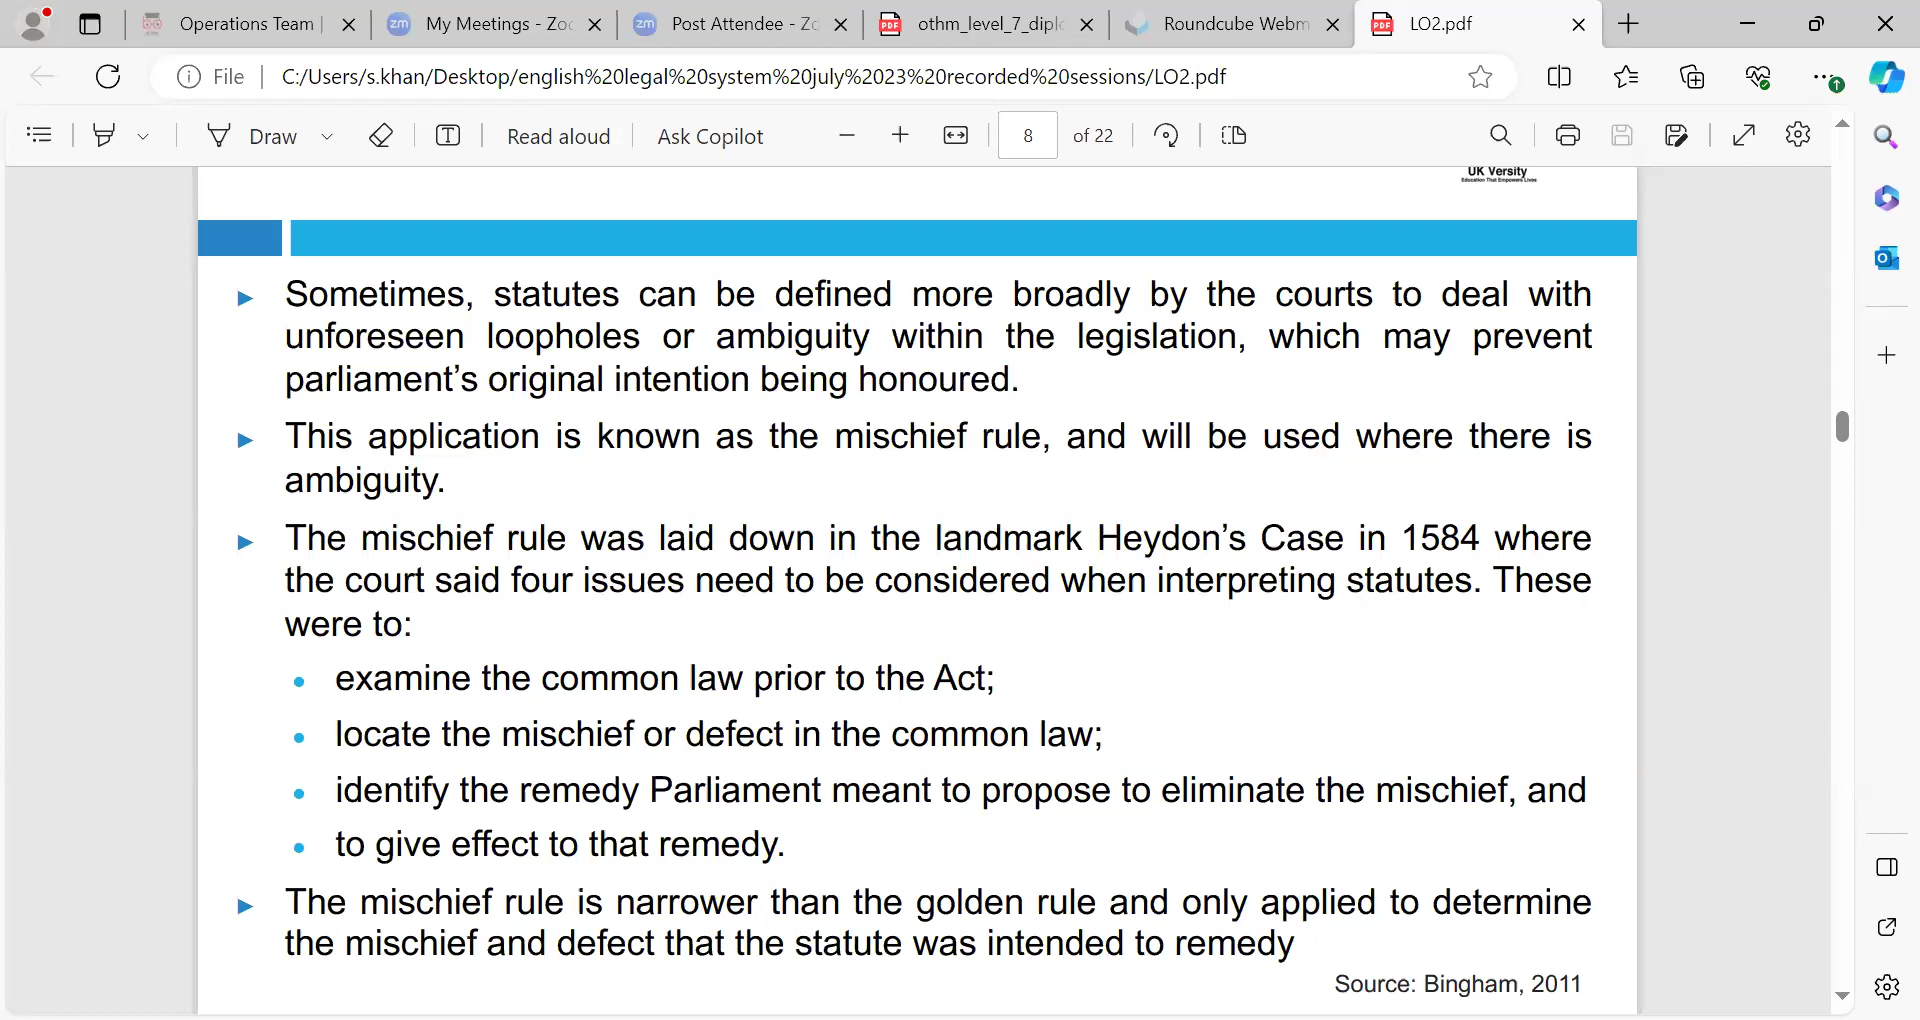 Operations Team |
My Meetings - Zoo
Post Attendee - Zo
othm_level_7_diplo
Roundcube Webm
LO2.pdf
File
C:/Users/s.khan/Desktop/english%20legal%20system%20july%2023%20recorded%20sessions/LO2.pdf
Draw
Read aloud
Ask Copilot
8 of 22
UK Versity
Education That Empowers Lives
Sometimes, statutes can be defined more broadly by the courts to deal with
unforeseen loopholes or ambiguity within the legislation, which may prevent
parliament’s original intention being honoured.
This application is known as the mischief rule, and will be used where there is
ambiguity.
The mischief rule was laid down in the landmark Heydon’s Case in 1584 where
the court said four issues need to be considered when interpreting statutes. These
were to:
examine the common law prior to the Act;
locate the mischief or defect in the common law;
identify the remedy Parliament meant to propose to eliminate the mischief, and
to give effect to that remedy.
The mischief rule is narrower than the golden rule and only applied to determine
the mischief and defect that the statute was intended to remedy
Source: Bingham, 2011